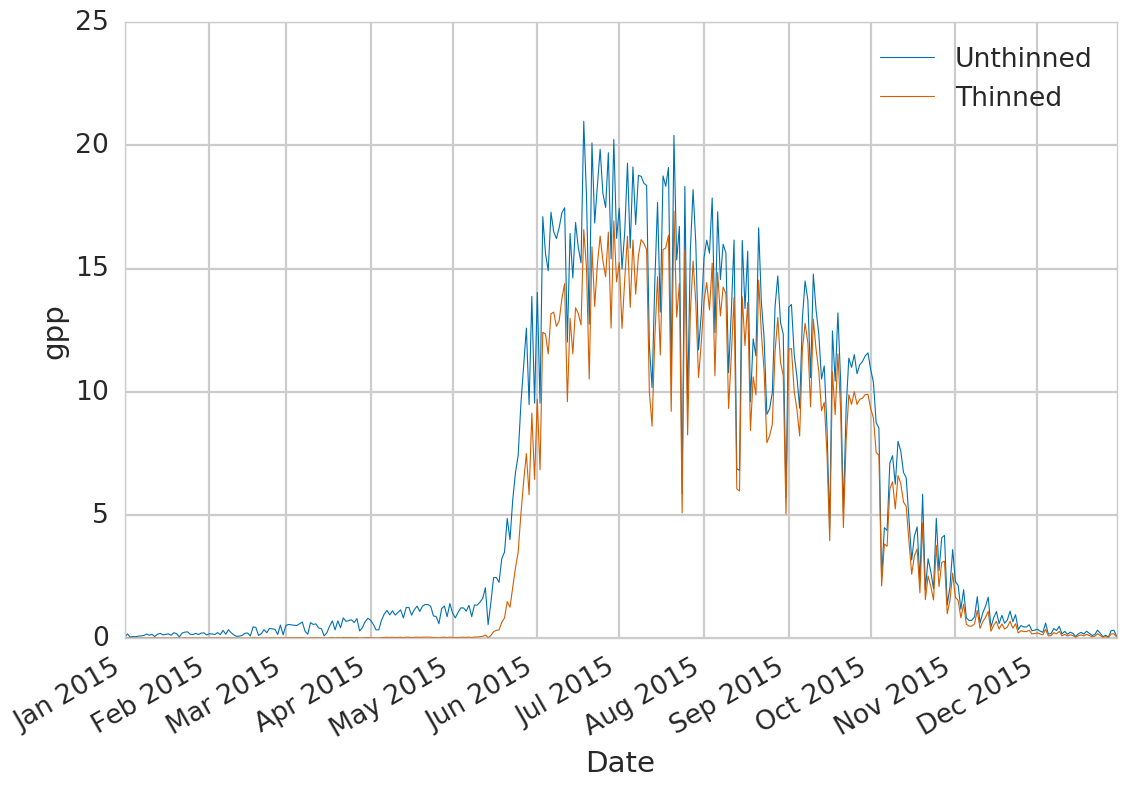 25
20
15
10
5
0
gpp
Unthinned
Thinned
Jan 2015
Feb 2015
Mar 2015
Apr 2015
May 2015
Jun 2015
Jul 2015
Aug 2015
Sep 2015
Oct 2015
Nov 2015
Dec 2015
Date